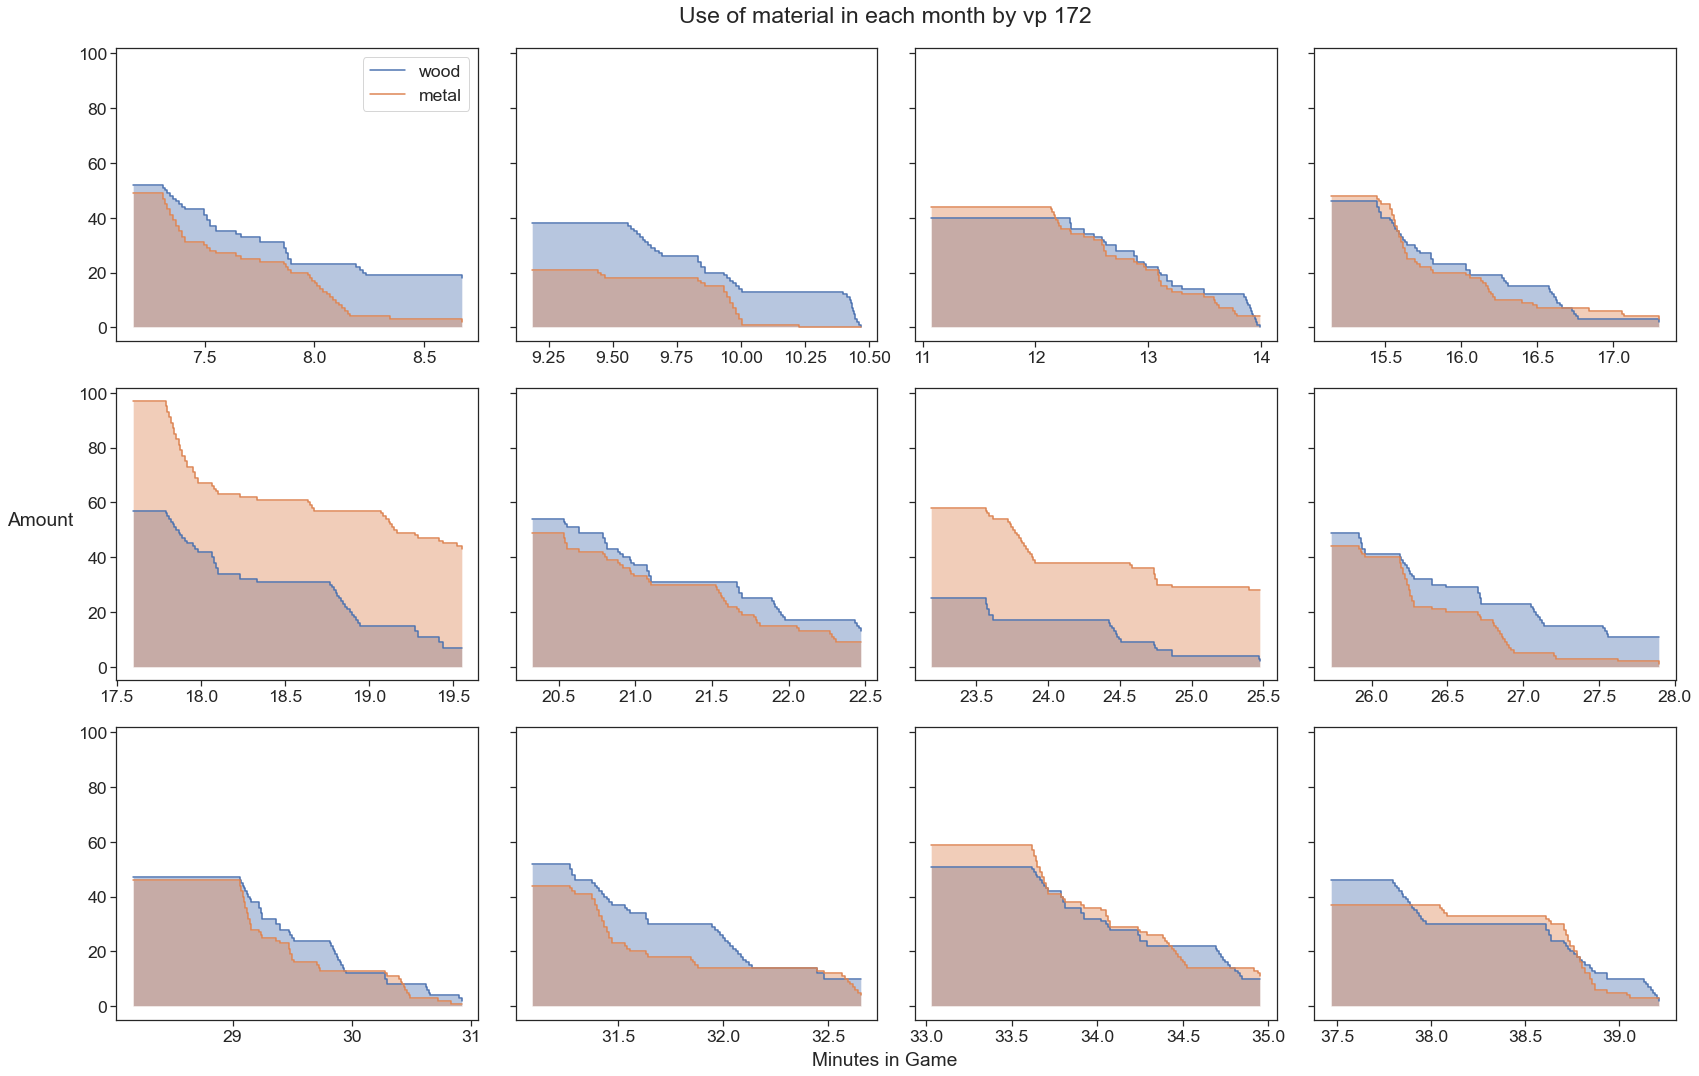 Use of material in each month by vp 172
100
80
60
40
20
0
wood
metal
7.5 8.0 8.5
9.25 9.50 9.75 10.00 10.25 10.50
11 12 13 14
15.5 16.0 16.5 17.0
100
80
60
40
20
0
Amount
17.5 18.0 18.5 19.0 19.5
20.5 21.0 21.5 22.0 22.5
23.5 24.0 24.5 25.0 25.5
26.0 26.5 27.0 27.5 28.0
100
80
60
40
20
0
29 30 31
31.5 32.0 32.5
33.0 33.5 34.0 34.5 35.0
37.5 38.0 38.5 39.0
Minutes in Game